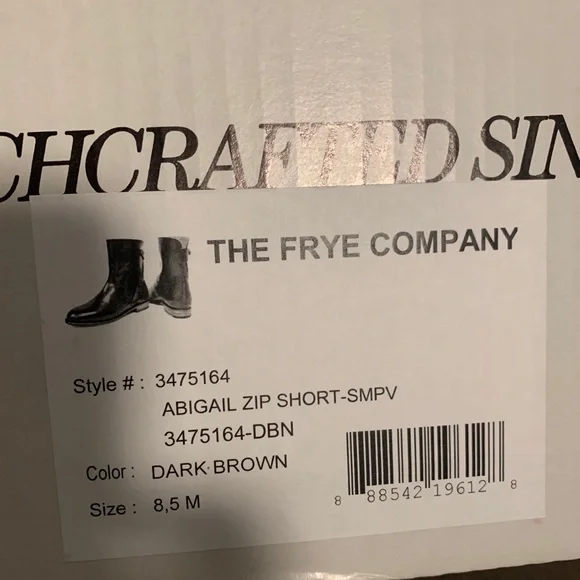 CHCRAFTED SIN
THE FRYE COMPANY
Style # : 3475164
ABIGAIL ZIP SHORT-SMPV
3475164-DBN
Color : DARK BROWN
Size : 8,5 M
8 88542 19612 8